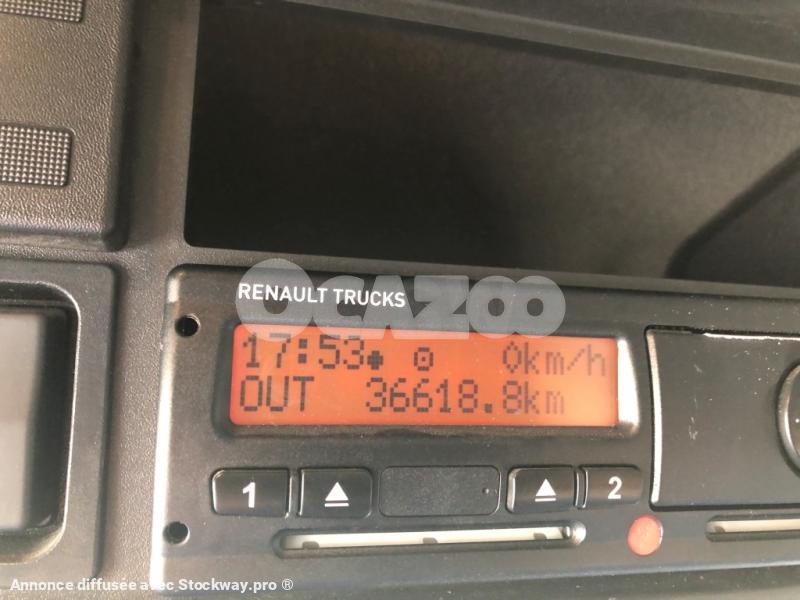 OCAZOO
RENAULT TRUCKS
17:53 0km/h
OUT 36618.8km
1 2
Annonce diffusée avec Stockway.pro ®